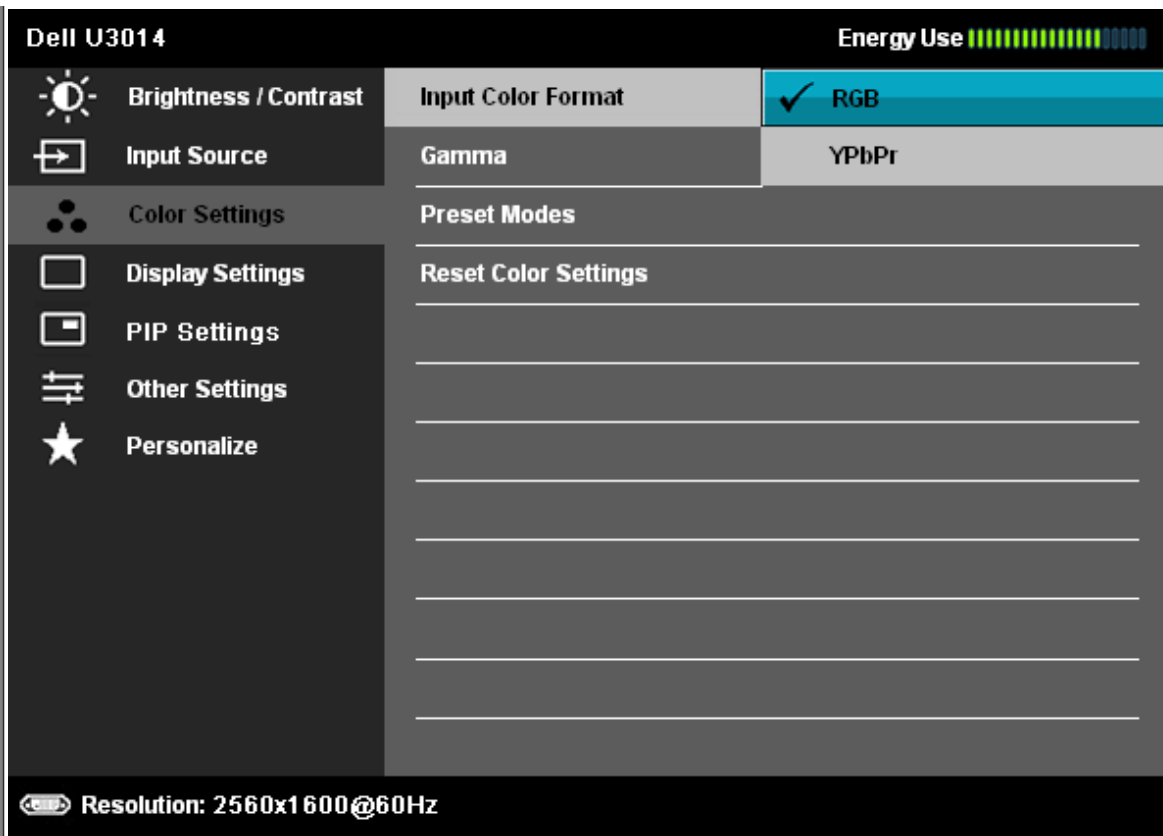 Dell U3014 Energy Use
Brightness / Contrast Input Color Format RGB
Input Source Gamma YPbPr
Color Settings Preset Modes
Display Settings Reset Color Settings
PIP Settings
Other Settings
Personalize
Resolution: 2560x1600@60Hz